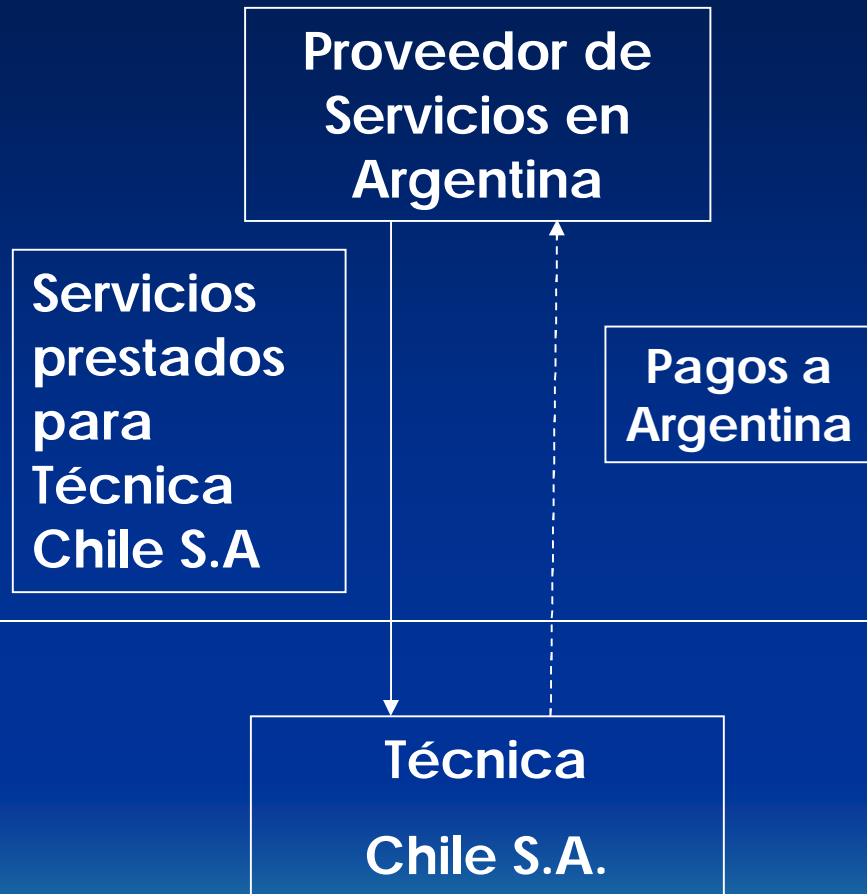 Proveedor de
Servicios en
Argentina
Servicios
prestados
para
Técnica
Chile S.A
Pagos a
Argentina
Técnica
Chile S.A.